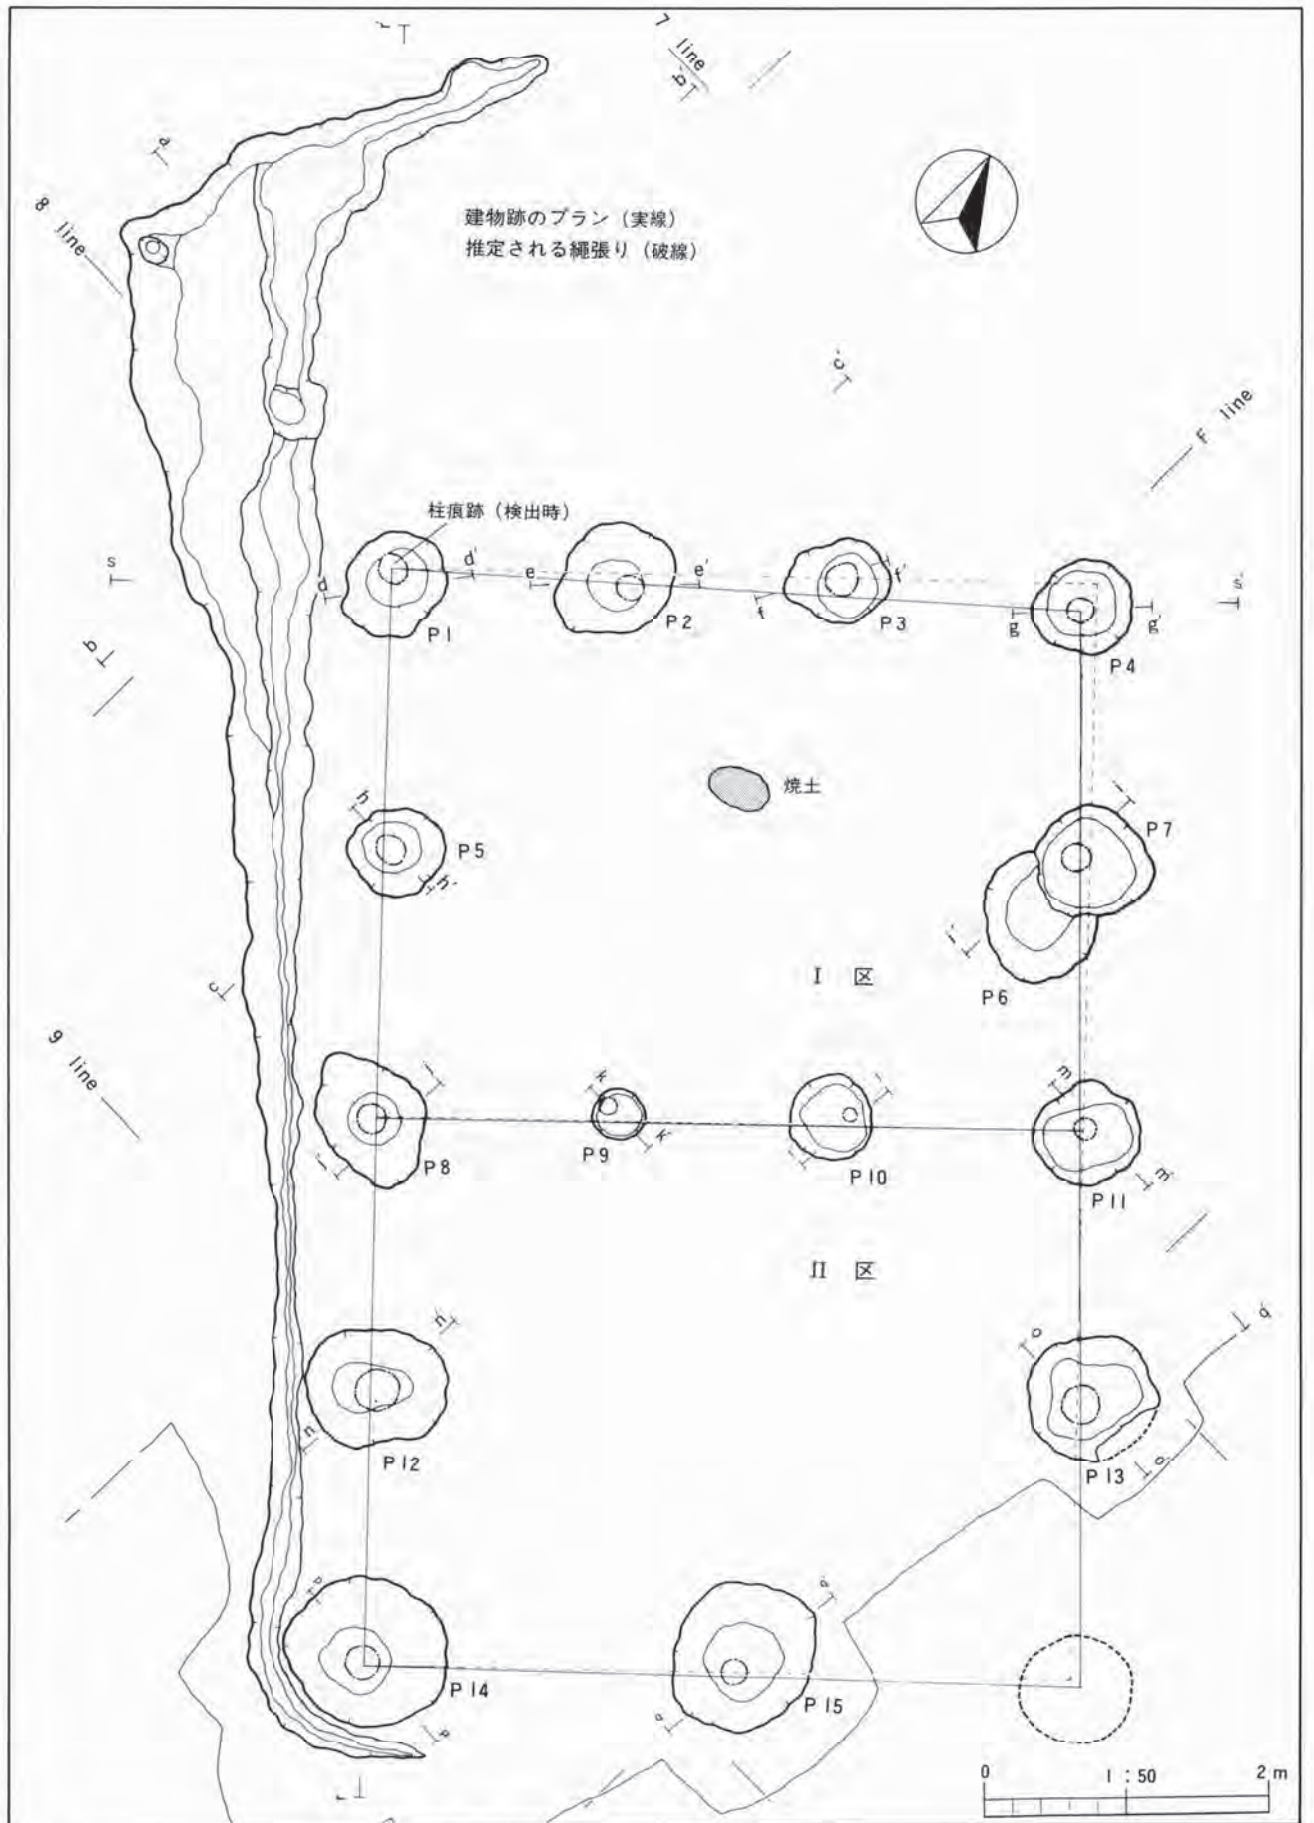 7 line
b'
a
8 line
建物跡のプラン（実線）
推定される縄張り（破線）
c'
F line
柱痕跡（検出時）
s
d
d'
e
e'
f
f'
g
g'
s'
P1
P2
P3
P4
b
焼土
h
h'
P5
P7
P6
I 区
c
9 line
k
k'
m
m'
P8
P9
P10
P11
II 区
n'
n
o
o'
q'
P12
P13
P14
P15
0
1 : 50
2 m